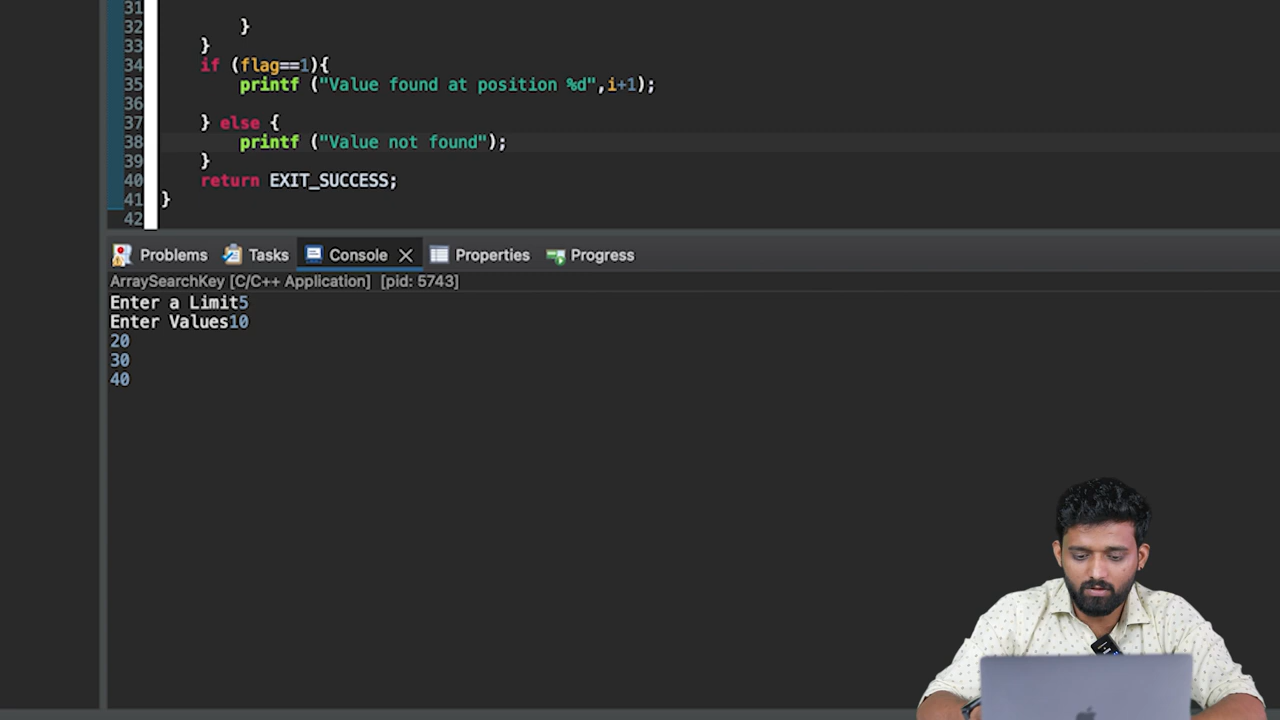 31
32 }
33 }
34 if (flag==1){
35 printf ("Value found at position %d",i+1);
36
37 } else {
38 printf ("Value not found");
39 }
40 return EXIT_SUCCESS;
41 }
42
Problems Tasks Console Properties Progress
ArraySearchKey [C/C++ Application] [pid: 5743]
Enter a Limit5
Enter Values10
20
30
40